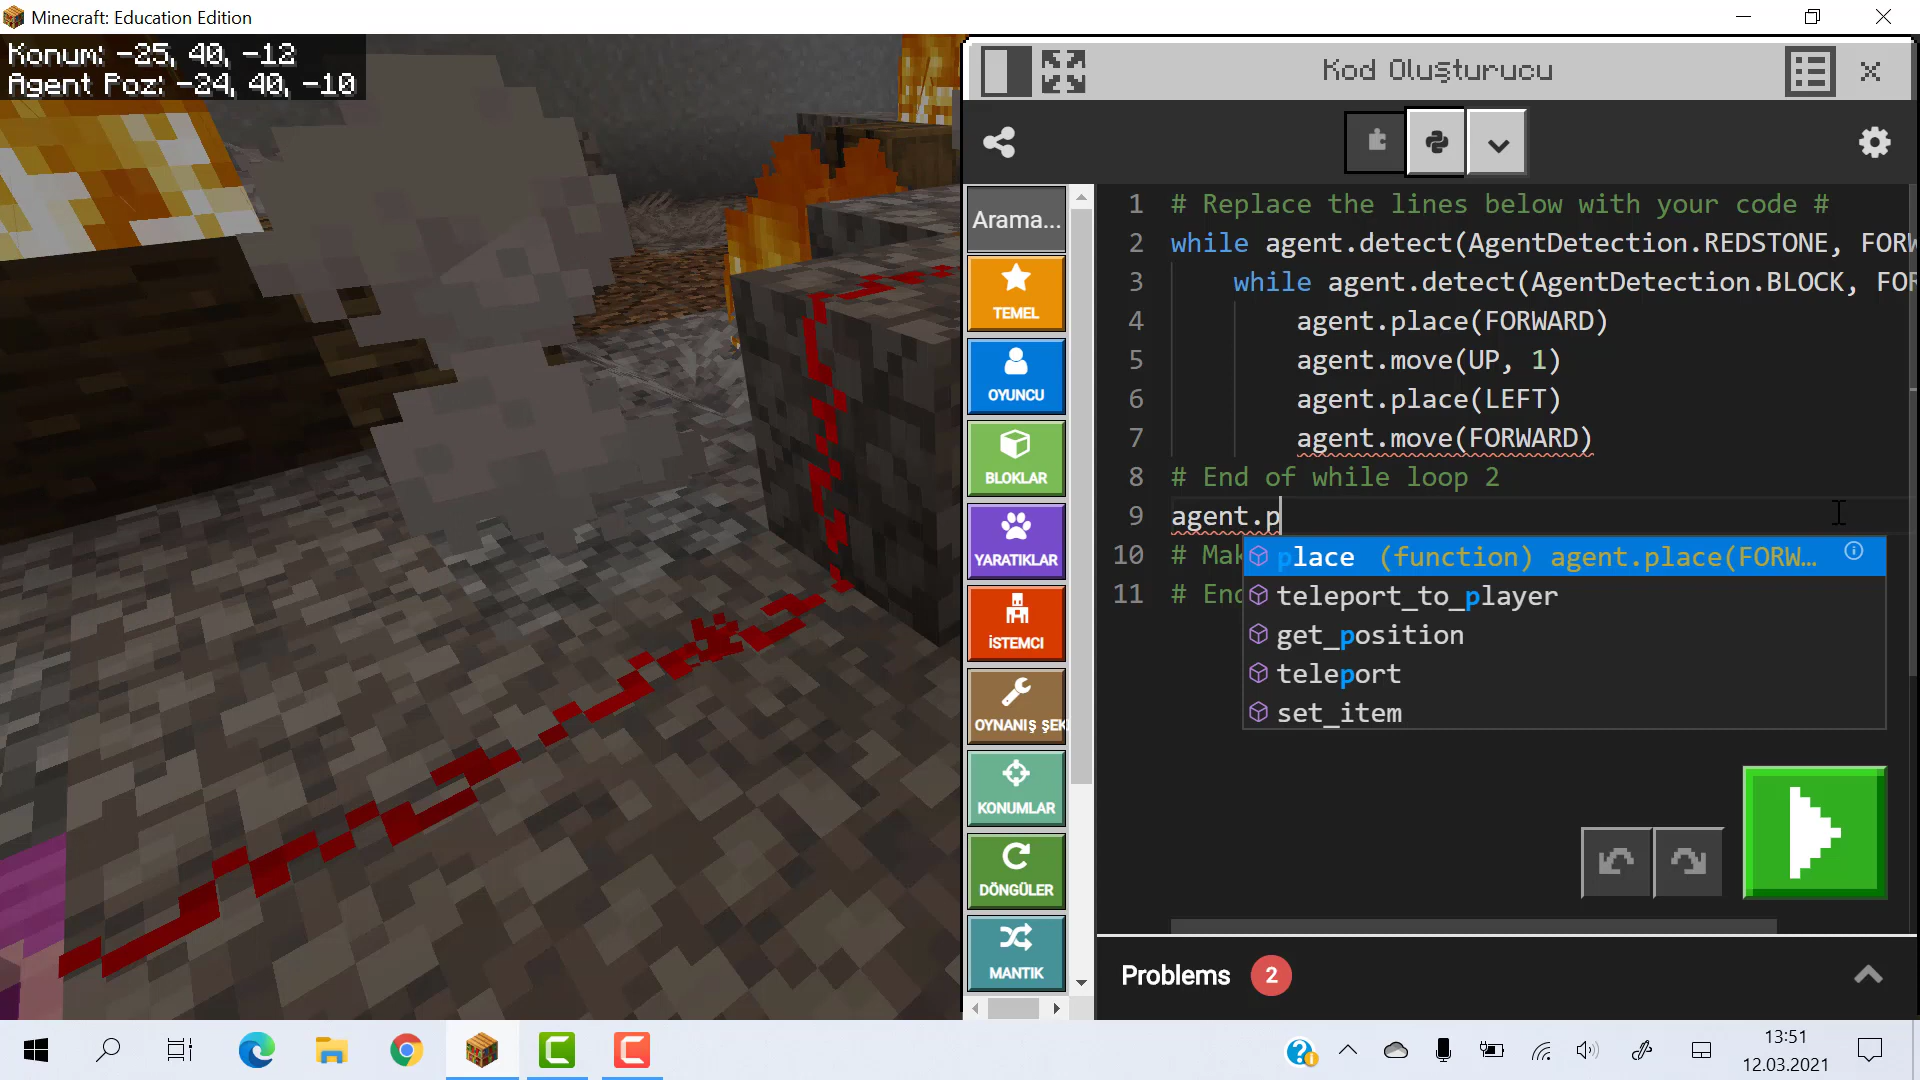 Minecraft: Education Edition
Konum: -25, 40, -12
Agent Poz: -24, 40, -10
Kod Oluşturucu
Arama...
TEMEL
OYUNCU
BLOKLAR
YARATIKLAR
İSTEMCI
OYNANIŞ ŞEK
KONUMLAR
DÖNGÜLER
MANTIK
1 # Replace the lines below with your code #
2 while agent.detect(AgentDetection.REDSTONE, FORW
3 while agent.detect(AgentDetection.BLOCK, FOR
4 agent.place(FORWARD)
5 agent.move(UP, 1)
6 agent.place(LEFT)
7 agent.move(FORWARD)
8 # End of while loop 2
9 agent.p
10 # Mak
11 # End
place (function) agent.place(FORW...
teleport_to_player
get_position
teleport
set_item
Problems 2
13:51
12.03.2021